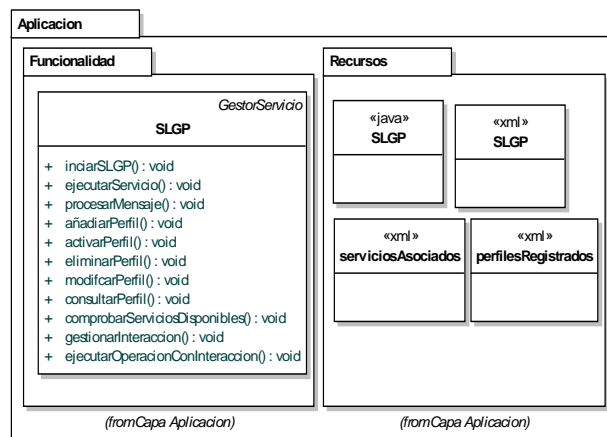 Aplicacion
Funcionalidad
GestorServicio
SLGP
+ inciarSLGP() : void
+ ejecutarServicio() : void
+ procesarMensaje() : void
+ añadiarPerfil() : void
+ activarPerfil() : void
+ eliminarPerfil() : void
+ modifcarPerfil() : void
+ consultarPerfil() : void
+ comprobarServiciosDisponibles() : void
+ gestionarInteraccion() : void
+ ejecutarOperacionConInteraccion() : void
(fromCapa Aplicacion)
Recursos
«java»
SLGP
«xml»
SLGP
«xml»
serviciosAsociados
«xml»
perfilesRegistrados
(fromCapa Aplicacion)